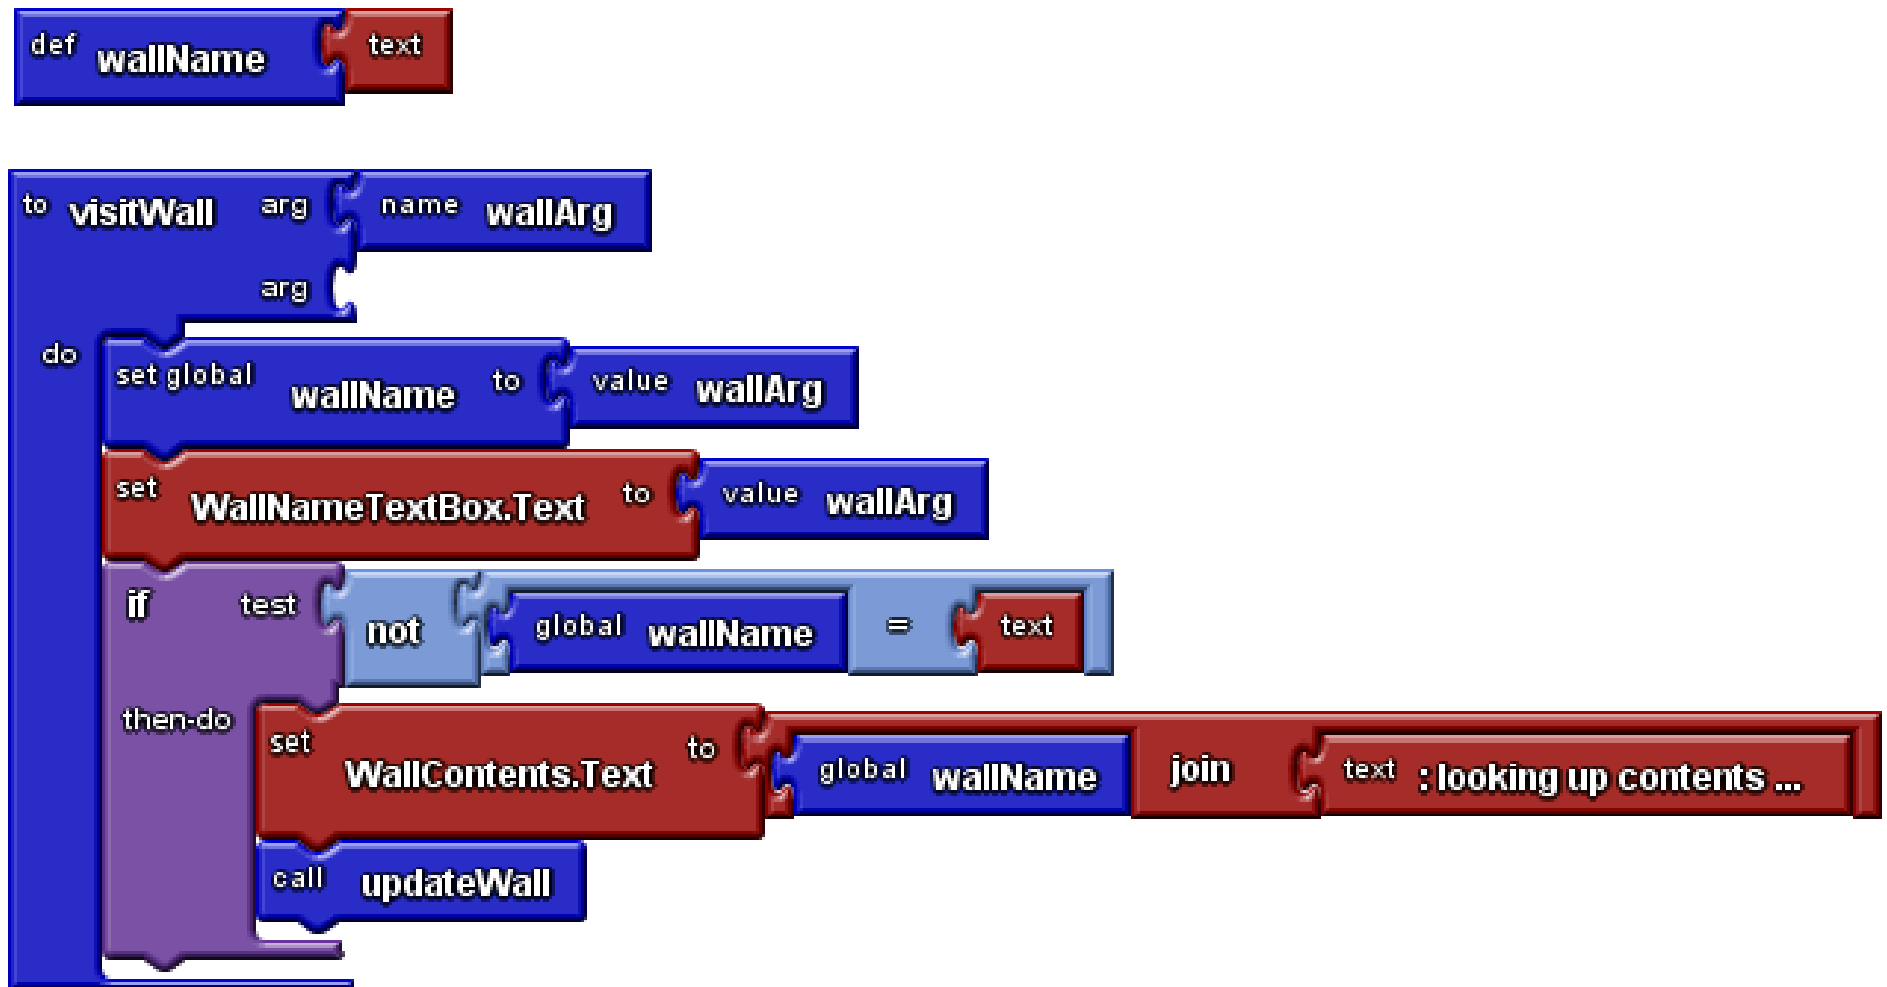 def wallName text
to visitWall arg name wallArg
arg
do
set global wallName to value wallArg
set WallNameTextBox.Text to value wallArg
if test not global wallName = text
then-do
set WallContents.Text to global wallName join text : looking up contents ...
call updateWall